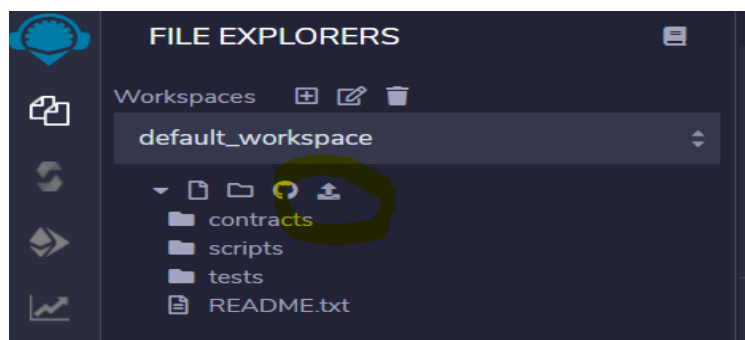 FILE EXPLORERS
Workspaces
default_workspace
contracts
scripts
tests
README.txt